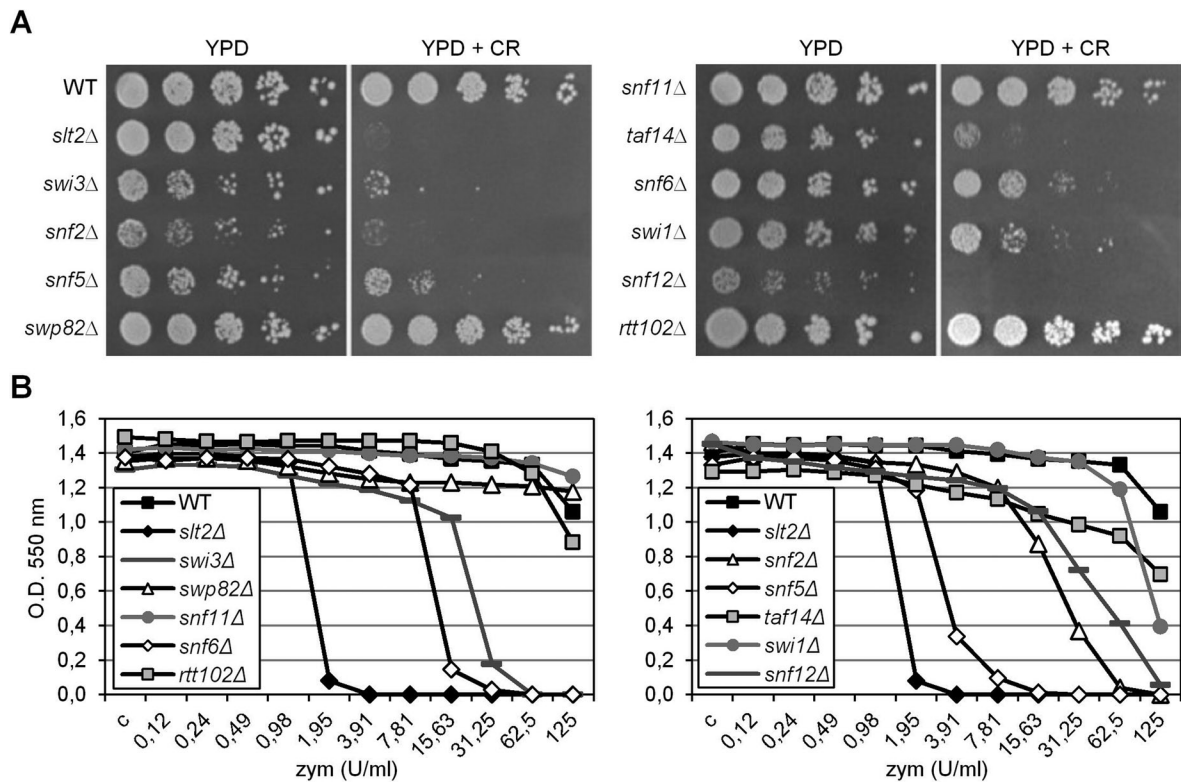 A
YPD
YPD + CR
WT
slt2Δ
swi3Δ
snf2Δ
snf5Δ
swp82Δ
YPD
YPD + CR
snf11Δ
taf14Δ
snf6Δ
swi1Δ
snf12Δ
rtt102Δ
B
O.D. 550 nm
1,6
1,4
1,2
1,0
0,8
0,6
0,4
0,2
0,0
WT
slt2Δ
swi3Δ
swp82Δ
snf11Δ
snf6Δ
rtt102Δ
c
0,12
0,24
0,49
0,98
1,95
3,91
7,81
15,63
31,25
62,5
125
zym (U/ml)
1,6
1,4
1,2
1,0
0,8
0,6
0,4
0,2
0,0
WT
slt2Δ
snf2Δ
snf5Δ
taf14Δ
swi1Δ
snf12Δ
c
0,12
0,24
0,49
0,98
1,95
3,91
7,81
15,63
31,25
62,5
125
zym (U/ml)